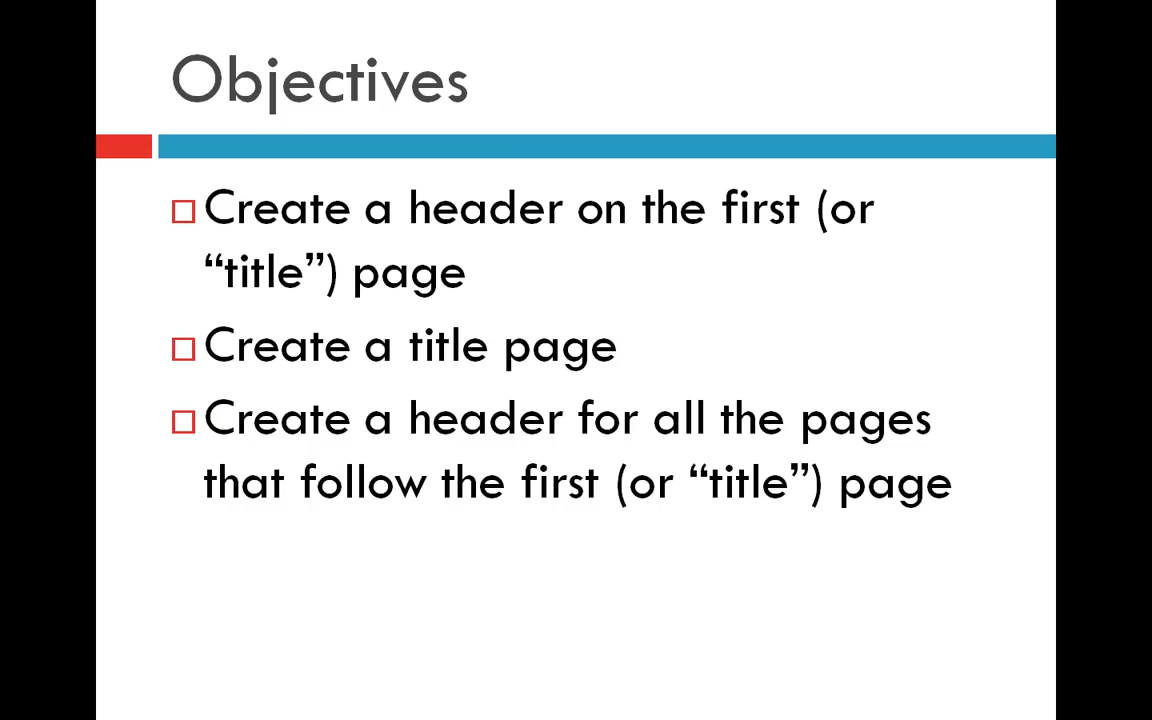 Objectives
Create a header on the first (or
“title”) page
Create a title page
Create a header for all the pages
that follow the first (or “title”) page